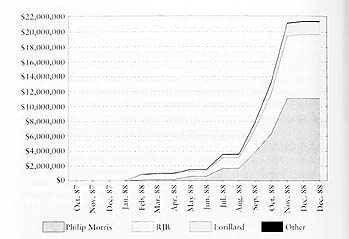 $22,000,000
$20,000,000
$18,000,000
$16,000,000
$14,000,000
$12,000,000
$10,000,000
$8,000,000
$6,000,000
$4,000,000
$2,000,000
$0
Oct. 87
Nov. 87
Dec. 87
Jan. 88
Feb. 88
Mar. 88
Apr. 88
May 88
Jun. 88
Jul. 88
Aug. 88
Sep. 88
Oct. 88
Nov. 88
Dec. 88
Dec. 88
Philip Morris RJR Lorillard Other